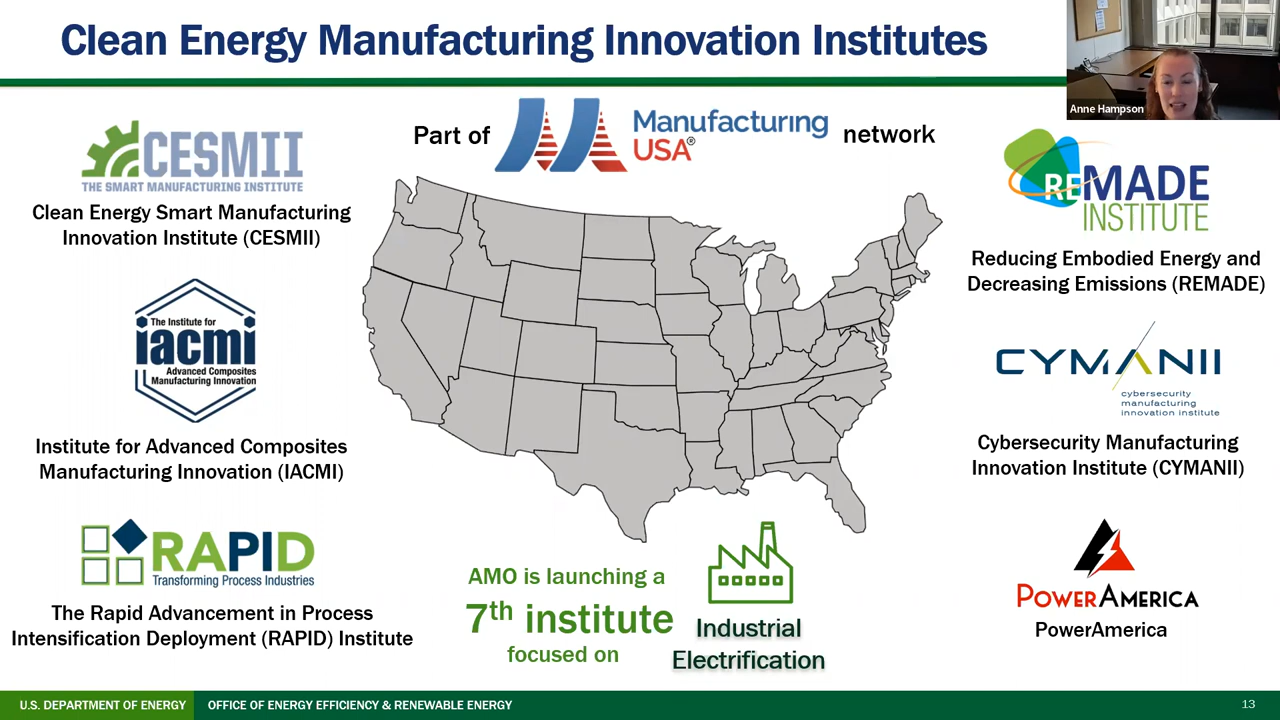 Clean Energy Manufacturing Innovation Institutes
Anne Hampson
Part of
Manufacturing
USA®
network
CESMII
THE SMART MANUFACTURING INSTITUTE
Clean Energy Smart Manufacturing
Innovation Institute (CESMII)
The Institute for
iacmi
Advanced Composites
Manufacturing Innovation
Institute for Advanced Composites
Manufacturing Innovation (IACMI)
RAPID
Transforming Process Industries
The Rapid Advancement in Process
Intensification Deployment (RAPID) Institute
AMO is launching a
7th institute
focused on
Industrial
Electrification
REMADE
INSTITUTE
Reducing Embodied Energy and
Decreasing Emissions (REMADE)
CYMANII
cybersecurity
manufacturing
innovation institute
Cybersecurity Manufacturing
Innovation Institute (CYMANII)
POWERAMERICA
PowerAmerica
U.S. DEPARTMENT OF ENERGY
OFFICE OF ENERGY EFFICIENCY & RENEWABLE ENERGY
13